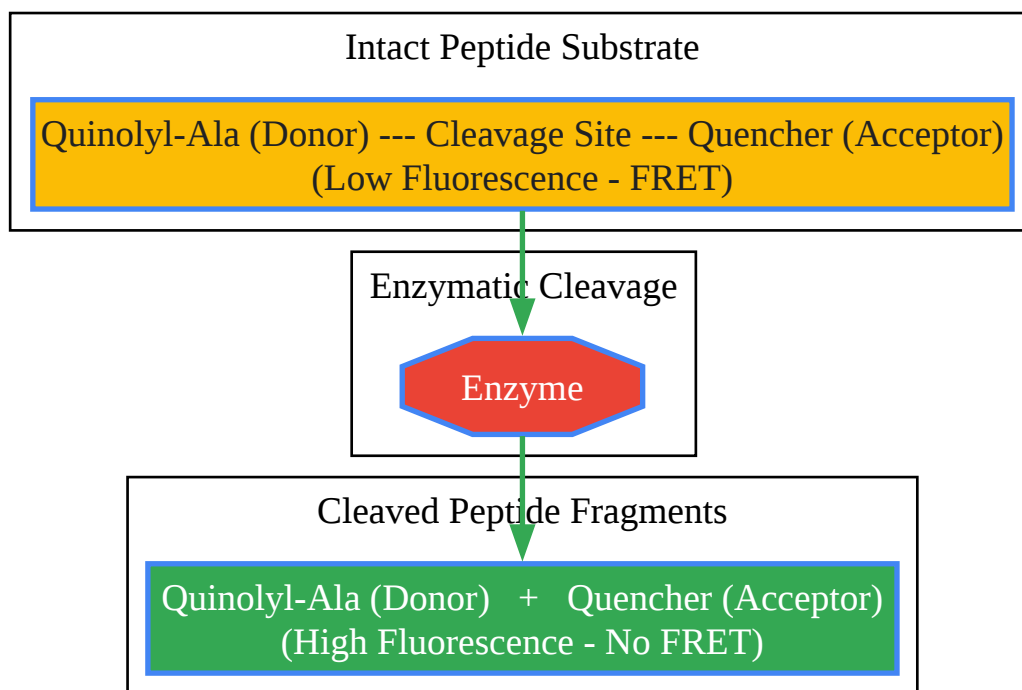 Intact Peptide Substrate
Quinolyl-Ala (Donor) --- Cleavage Site --- Quencher (Acceptor)
(Low Fluorescence - FRET)
Enzymatic Cleavage
Enzyme
Cleaved Peptide Fragments
Quinolyl-Ala (Donor) + Quencher (Acceptor)
(High Fluorescence - No FRET)